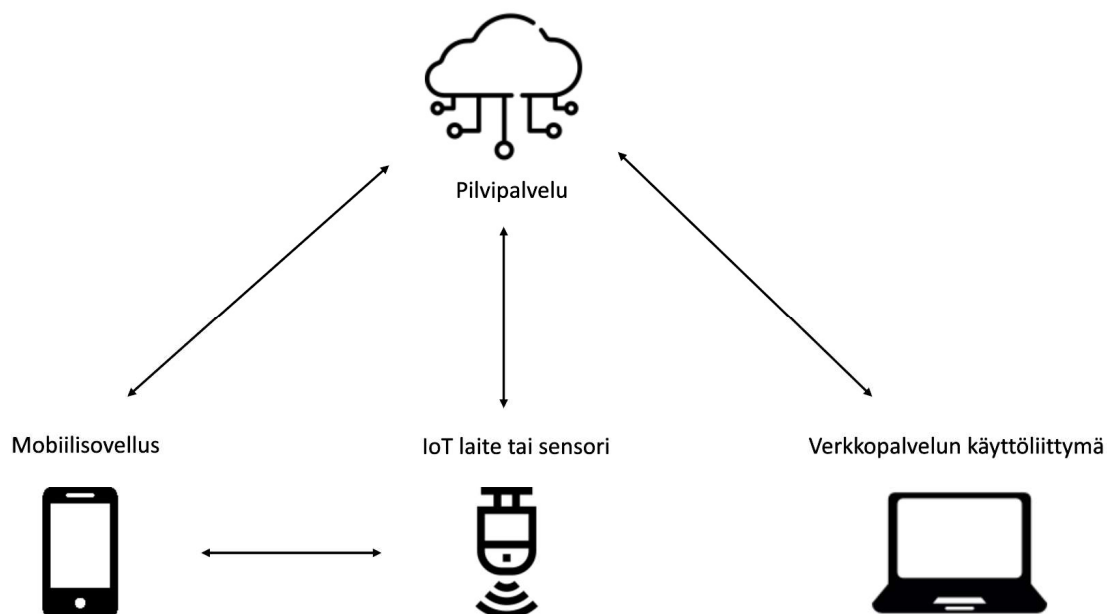 Pilvipalvelu
Mobiilisovellus
IoT laite tai sensori
Verkkopalvelun käyttöliittymä